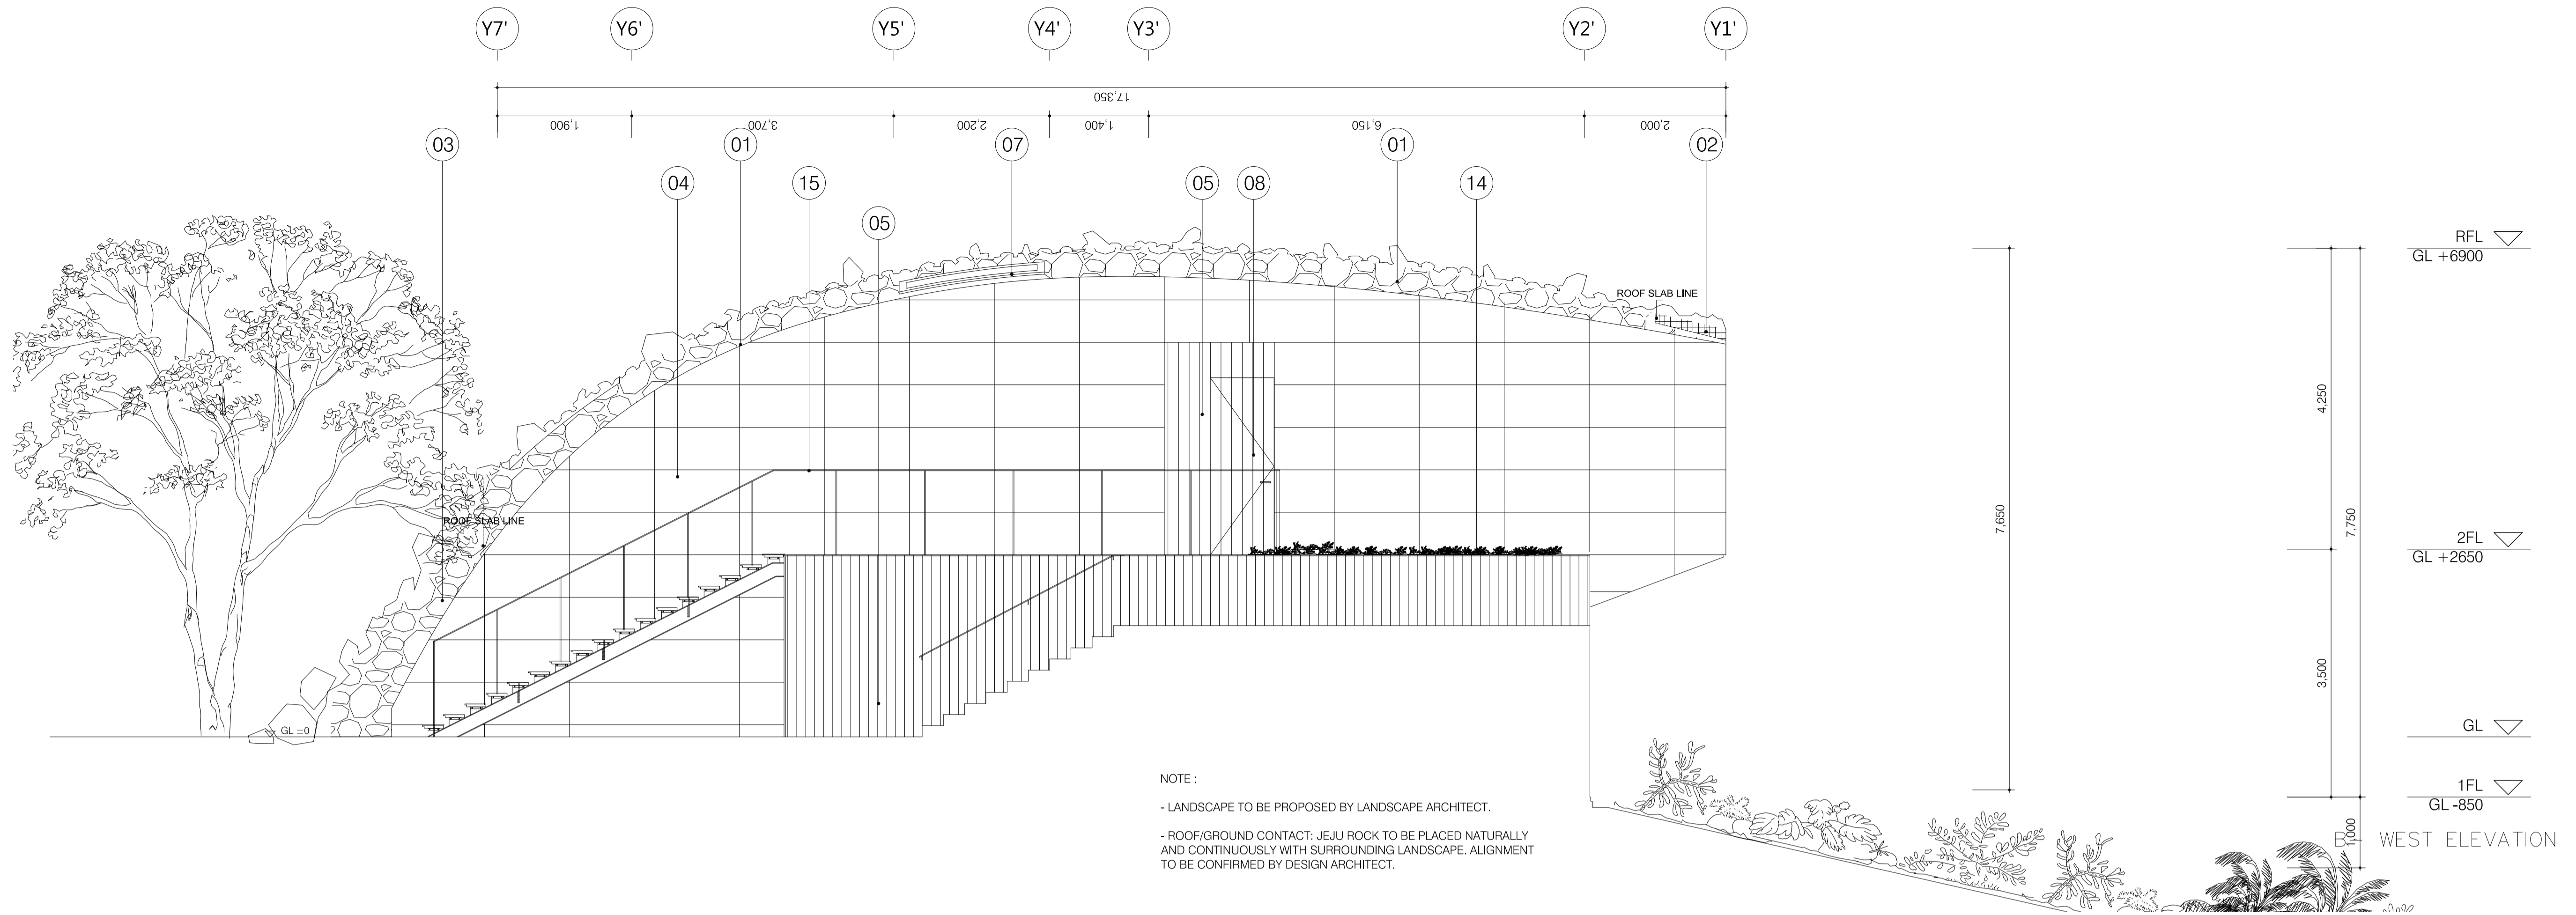 Y7' Y6' Y5' Y4' Y3' Y2' Y1'
17,350
1,900 3,700 2,200 1,400 6,150 2,000
03 01 07 01 02
04 15 05 08 14
05
RFL
GL +6900
ROOF SLAB LINE
4,250
7,650
7,750
ROOF SLAB LINE
2FL
GL +2650
3,500
GL ±0
GL
1FL
GL -850
1,000
WEST ELEVATION
NOTE :
- LANDSCAPE TO BE PROPOSED BY LANDSCAPE ARCHITECT.
- ROOF/GROUND CONTACT: JEJU ROCK TO BE PLACED NATURALLY
AND CONTINUOUSLY WITH SURROUNDING LANDSCAPE. ALIGNMENT
TO BE CONFIRMED BY DESIGN ARCHITECT.